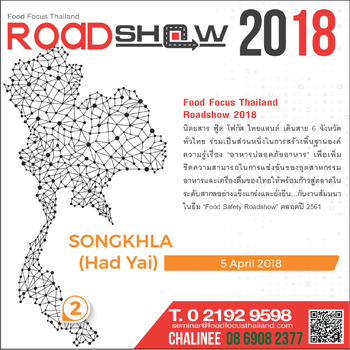 Food Focus Thailand
ROADSHOW 2018
Food Focus Thailand
Roadshow 2018
นิตยสาร ฟู้ด โฟกัส ไทยแลนด์ เดินสาย 6 จังหวัด
ทั่วไทย ร่วมเป็นส่วนหนึ่งในการสร้างพื้นฐานองค์
ความรู้เรื่อง "อาหารปลอดภัยอาหาร" เพื่อเพิ่ม
ขีดความสามารถในการแข่งขันของอุตสาหกรรม
อาหารและเครื่องดื่มของไทยให้พร้อมก้าวสู่ตลาดใน
ระดับสากลอย่างแข็งแกร่งและยั่งยืน...กับงานสัมมนา
ในธีม "Food Safety Roadshow" ตลอดปี 2561
SONGKHLA
(Had Yai)
5 April 2018
2
T. 0 2192 9598
seminar@foodfocusthailand.com
CHALINEE 08 6908 2377